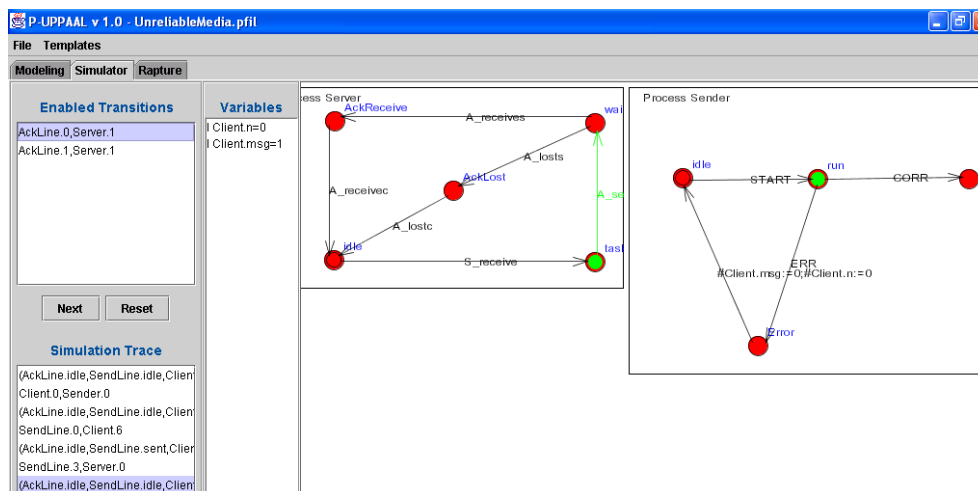 P-UPPAAL v 1.0 - UnreliableMedia.pfil
File Templates
Modeling Simulator Rapture
Enabled Transitions
AckLine.0,Server.1
AckLine.1,Server.1
Next Reset
Simulation Trace
(AckLine.idle,SendLine.idle,Client
Client.0,Sender.0
(AckLine.idle,SendLine.idle,Client
SendLine.0,Client.6
(AckLine.idle,SendLine.sent,Clier
SendLine.3,Server.0
(AckLine.idle,SendLine.idle,Client
Variables
I Client.n=0
I Client.msg=1
ess Server
AckReceive
wai
A_receives
A_losts
AckLost
A_receivec
A_se
A_lostc
idle
task
S_receive
Process Sender
idle
run
START
CORR
ERR
#Client.msg:=0;#Client.n:=0
Error